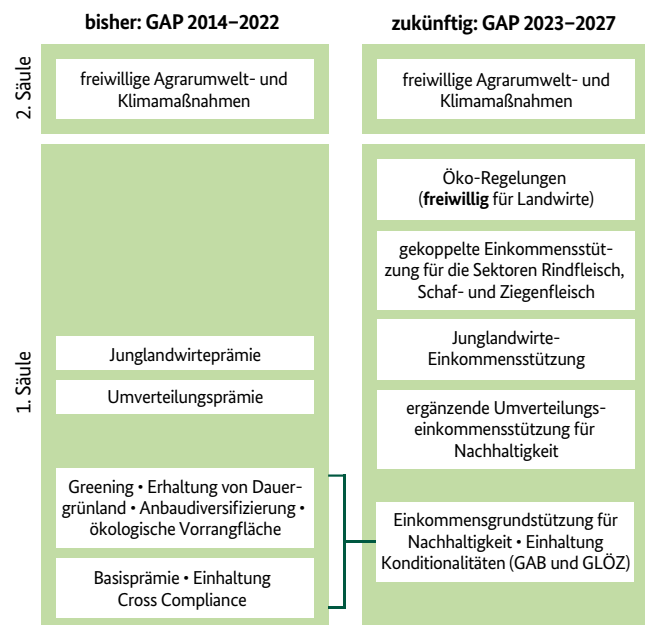 bisher: GAP 2014–2022
zukünftig: GAP 2023–2027
2. Säule
freiwillige Agrarumwelt- und
Klimamaßnahmen
freiwillige Agrarumwelt- und
Klimamaßnahmen
1. Säule
Junglandwirteprämie
Umverteilungsprämie
Greening • Erhaltung von Dauer-
grünland • Anbaudiversifizierung •
ökologische Vorrangfläche
Basisprämie • Einhaltung
Cross Compliance
Öko-Regelungen
(freiwillig für Landwirte)
gekoppelte Einkommensstüt-
zung für die Sektoren Rindfleisch,
Schaf- und Ziegenfleisch
Junglandwirte-
Einkommensstützung
ergänzende Umverteilungs-
einkommensstützung für
Nachhaltigkeit
Einkommensgrundstützung für
Nachhaltigkeit • Einhaltung
Konditionalitäten (GAB und GLÖZ)